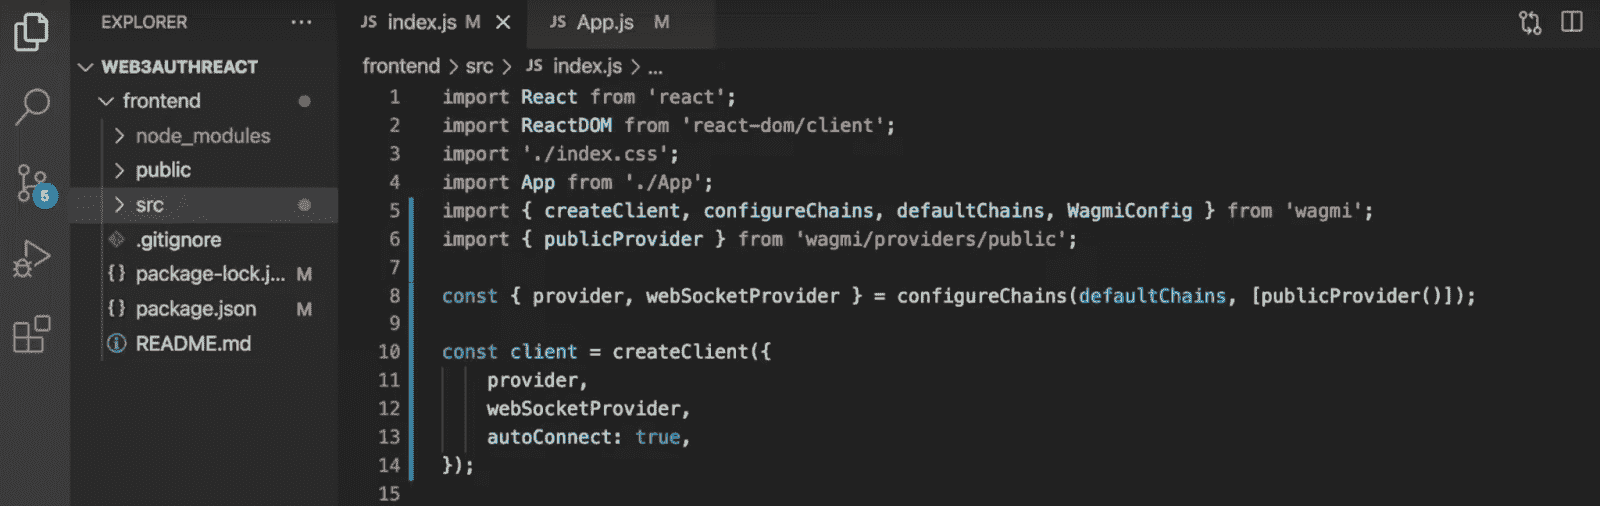 EXPLORER ...
WEB3AUTHREACT
frontend
node_modules
public
src
.gitignore
package-lock.j... M
package.json M
README.md
5
JS index.js M
JS App.js M
frontend > src > JS index.js > ...
1 import React from 'react';
2 import ReactDOM from 'react-dom/client';
3 import './index.css';
4 import App from './App';
5 import { createClient, configureChains, defaultChains, WagmiConfig } from 'wagmi';
6 import { publicProvider } from 'wagmi/providers/public';
7
8 const { provider, webSocketProvider } = configureChains(defaultChains, [publicProvider()]);
9
10 const client = createClient({
11 provider,
12 webSocketProvider,
13 autoConnect: true,
14 });
15